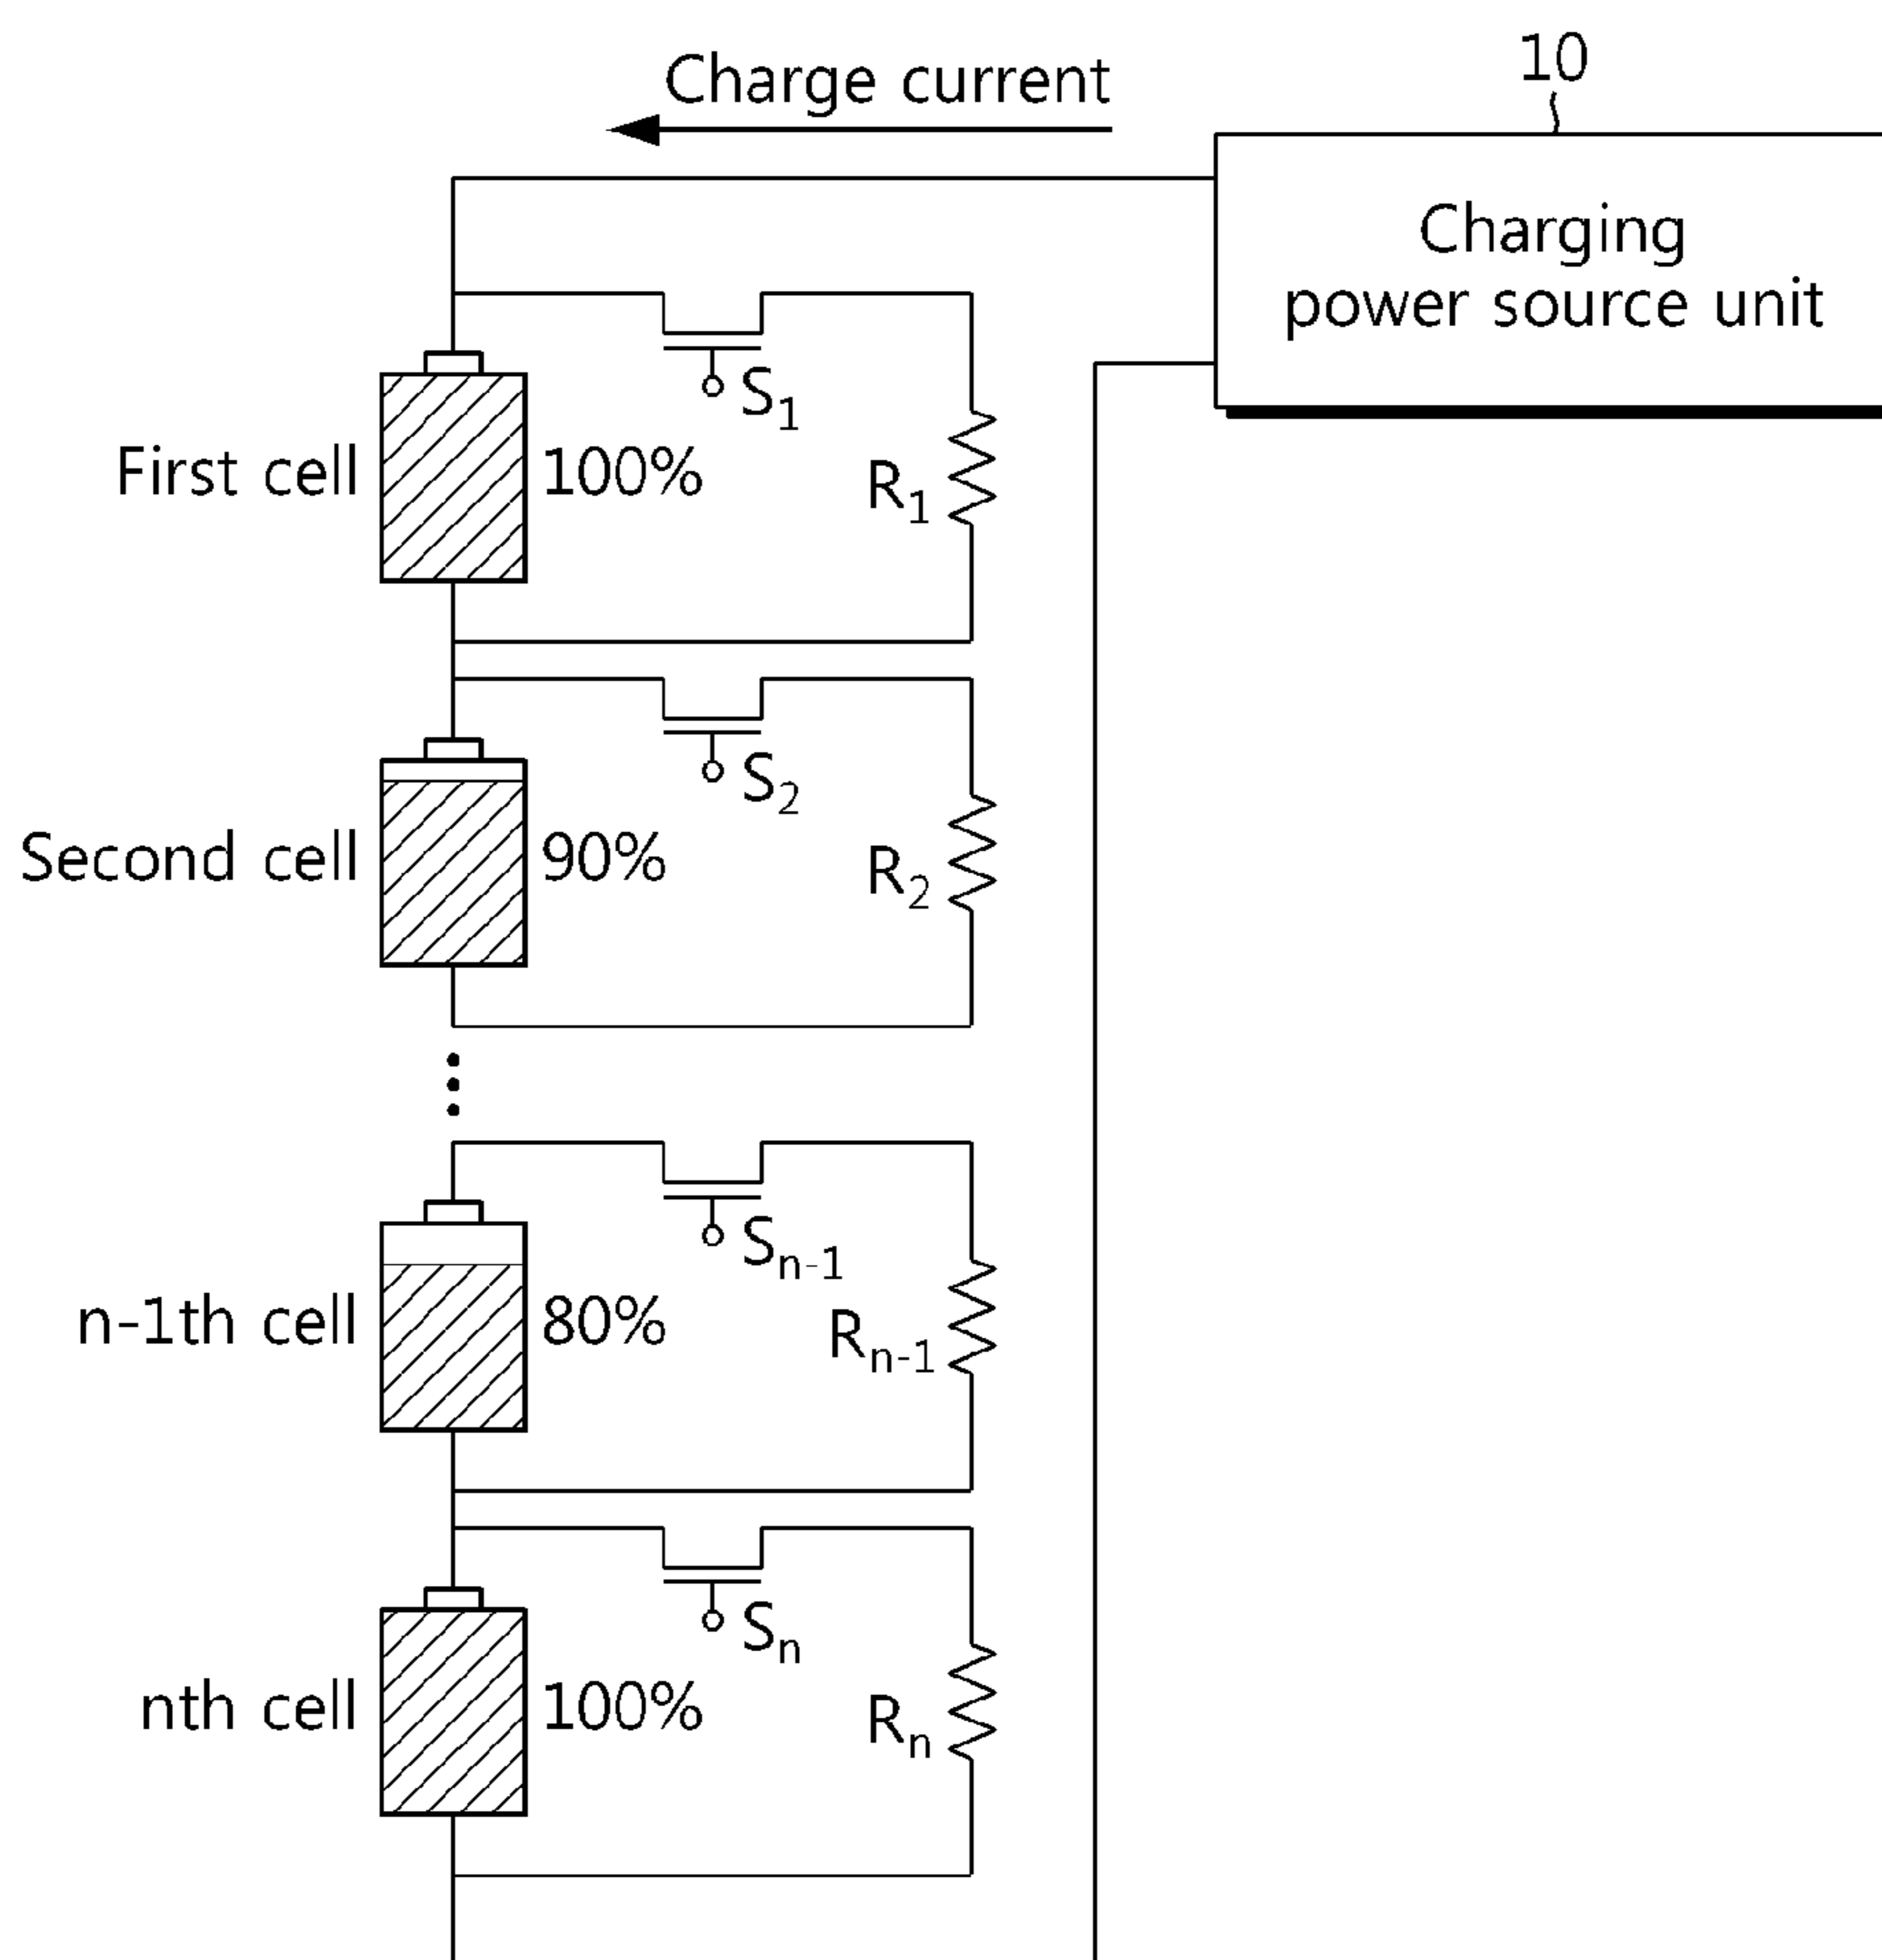 10
Charge current
Charging
power source unit
S1
First cell
100%
R1
S2
Second cell
90%
R2
Sn-1
n-1th cell
80%
Rn-1
Sn
nth cell
100%
Rn